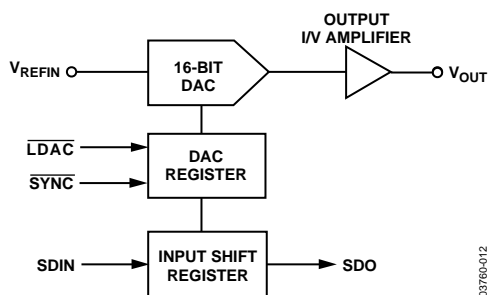 OUTPUT
I/V AMPLIFIER
VREFIN
16-BIT
DAC
VOUT
LDAC
SYNC
DAC
REGISTER
SDIN
INPUT SHIFT
REGISTER
SDO
03760-012